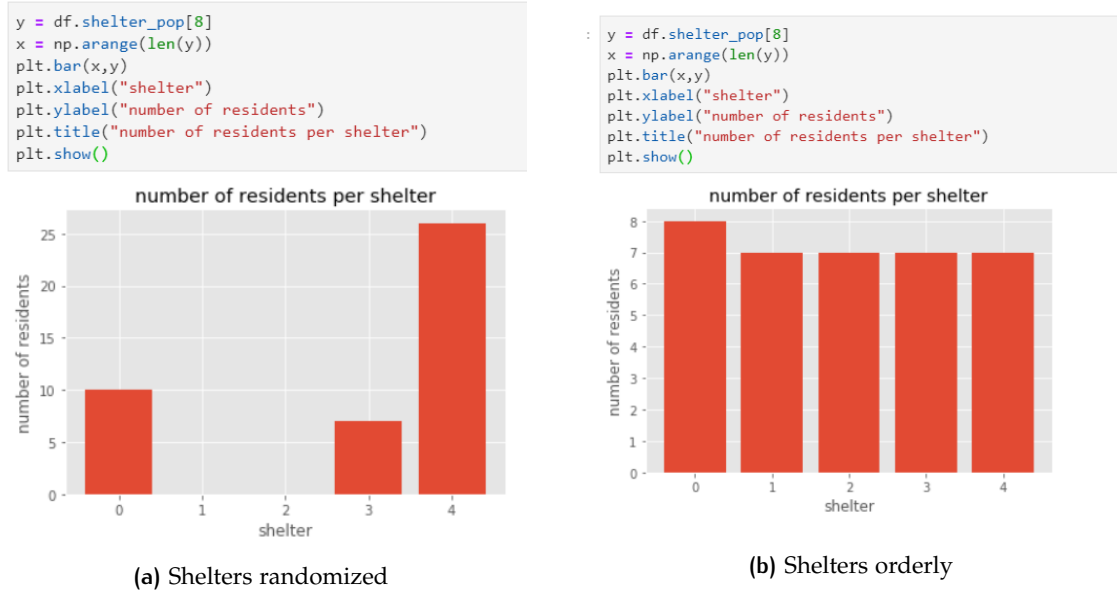 y = df.shelter_pop[8]
x = np.arange(len(y))
plt.bar(x,y)
plt.xlabel("shelter")
plt.ylabel("number of residents")
plt.title("number of residents per shelter")
plt.show()
number of residents per shelter
number of residents
25
20
15
10
5
0
0 1 2 3 4
shelter
(a) Shelters randomized
: y = df.shelter_pop[8]
x = np.arange(len(y))
plt.bar(x,y)
plt.xlabel("shelter")
plt.ylabel("number of residents")
plt.title("number of residents per shelter")
plt.show()
number of residents per shelter
number of residents
8
7
6
5
4
3
2
1
0
0 1 2 3 4
shelter
(b) Shelters orderly